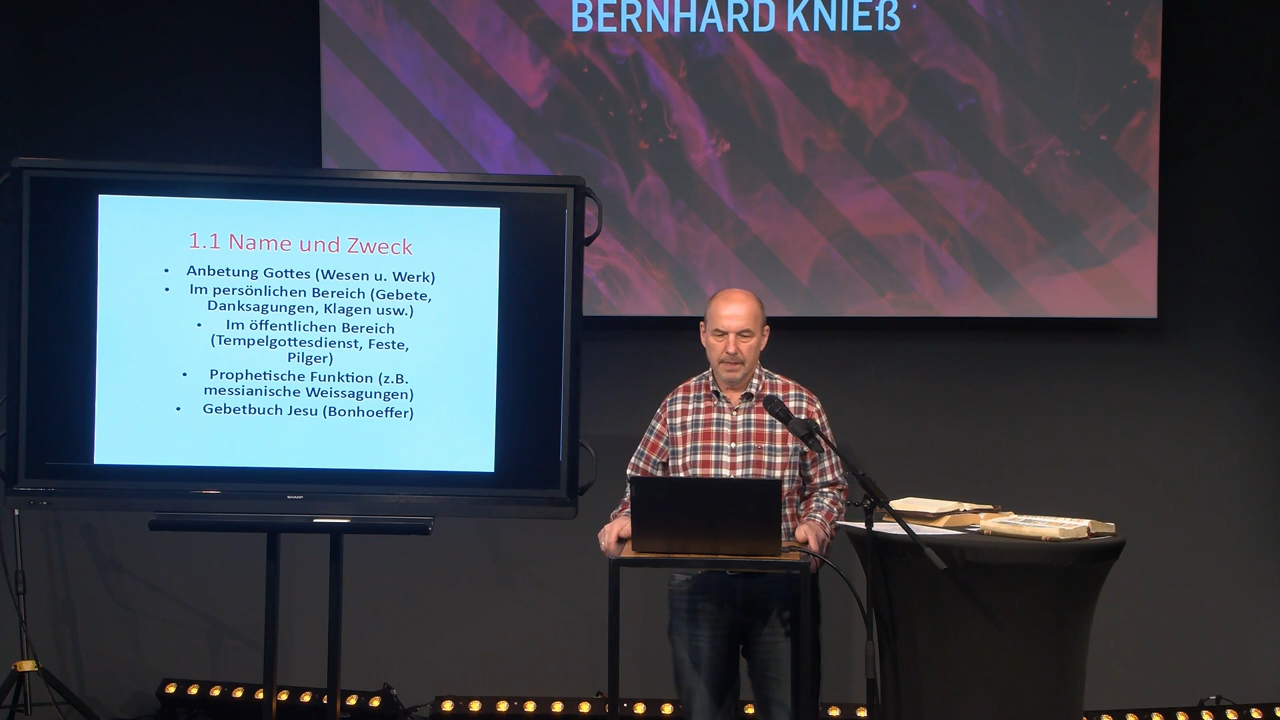 BERNHARD KNIEß
1.1 Name und Zweck
• Anbetung Gottes (Wesen u. Werk)
• Im persönlichen Bereich (Gebete,
Danksagungen, Klagen usw.)
• Im öffentlichen Bereich
(Tempelgottesdienst, Feste,
Pilger)
• Prophetische Funktion (z.B.
messianische Weissagungen)
• Gebetbuch Jesu (Bonhoeffer)
SHARP